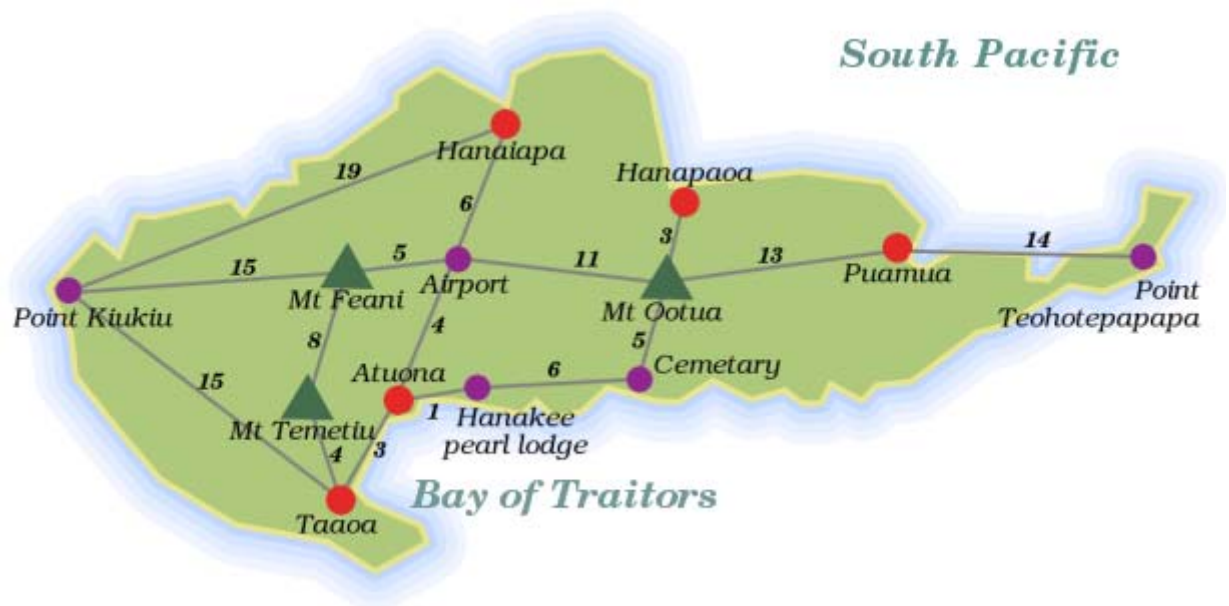 South Pacific
Hanaiapa
Hanapaoa
19
6
3
14
15
5
11
13
Mt Feani
Airport
Puamua
Point Kiukiu
Mt Ootua
Point
Teohotepapapa
8
4
5
15
Atuona
6
Cemetary
1
Mt Temetiu
Hanakee
pearl lodge
4
3
Bay of Traitors
Taaoa